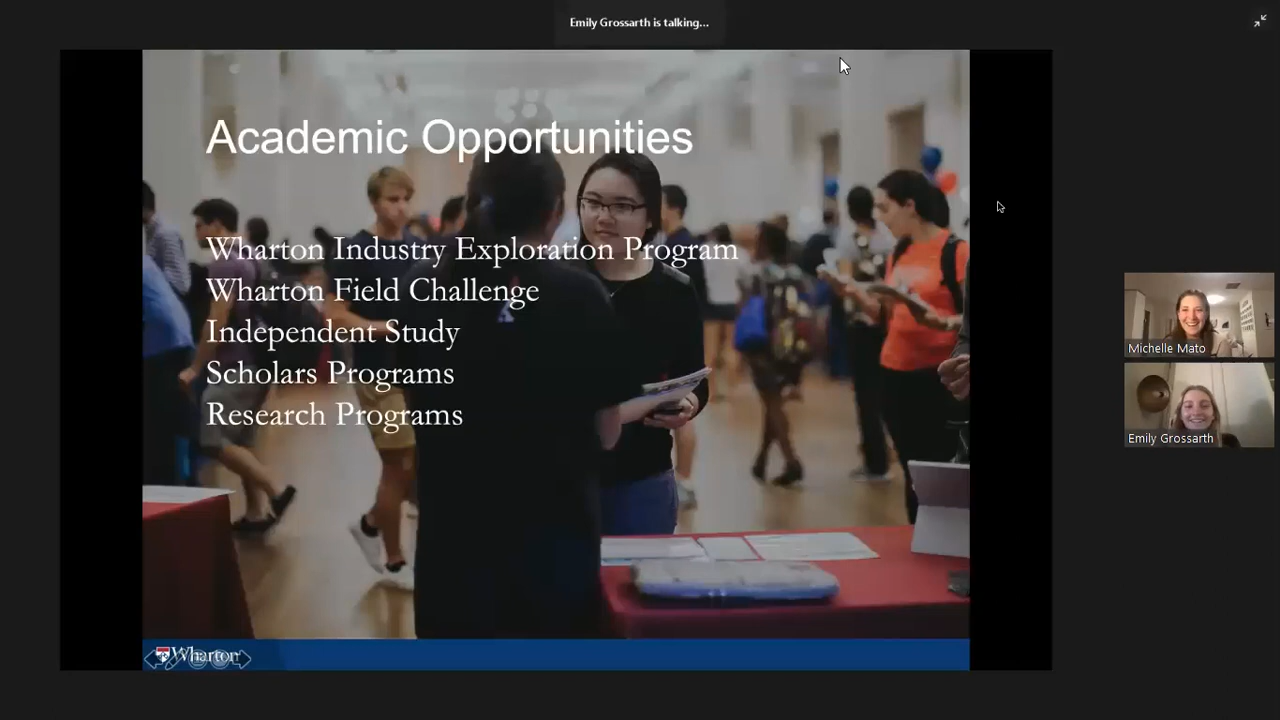 Emily Grossarth is talking...
Academic Opportunities
Wharton Industry Exploration Program
Wharton Field Challenge
Independent Study
Scholars Programs
Research Programs
Michelle Mato
Emily Grossarth
Wharton